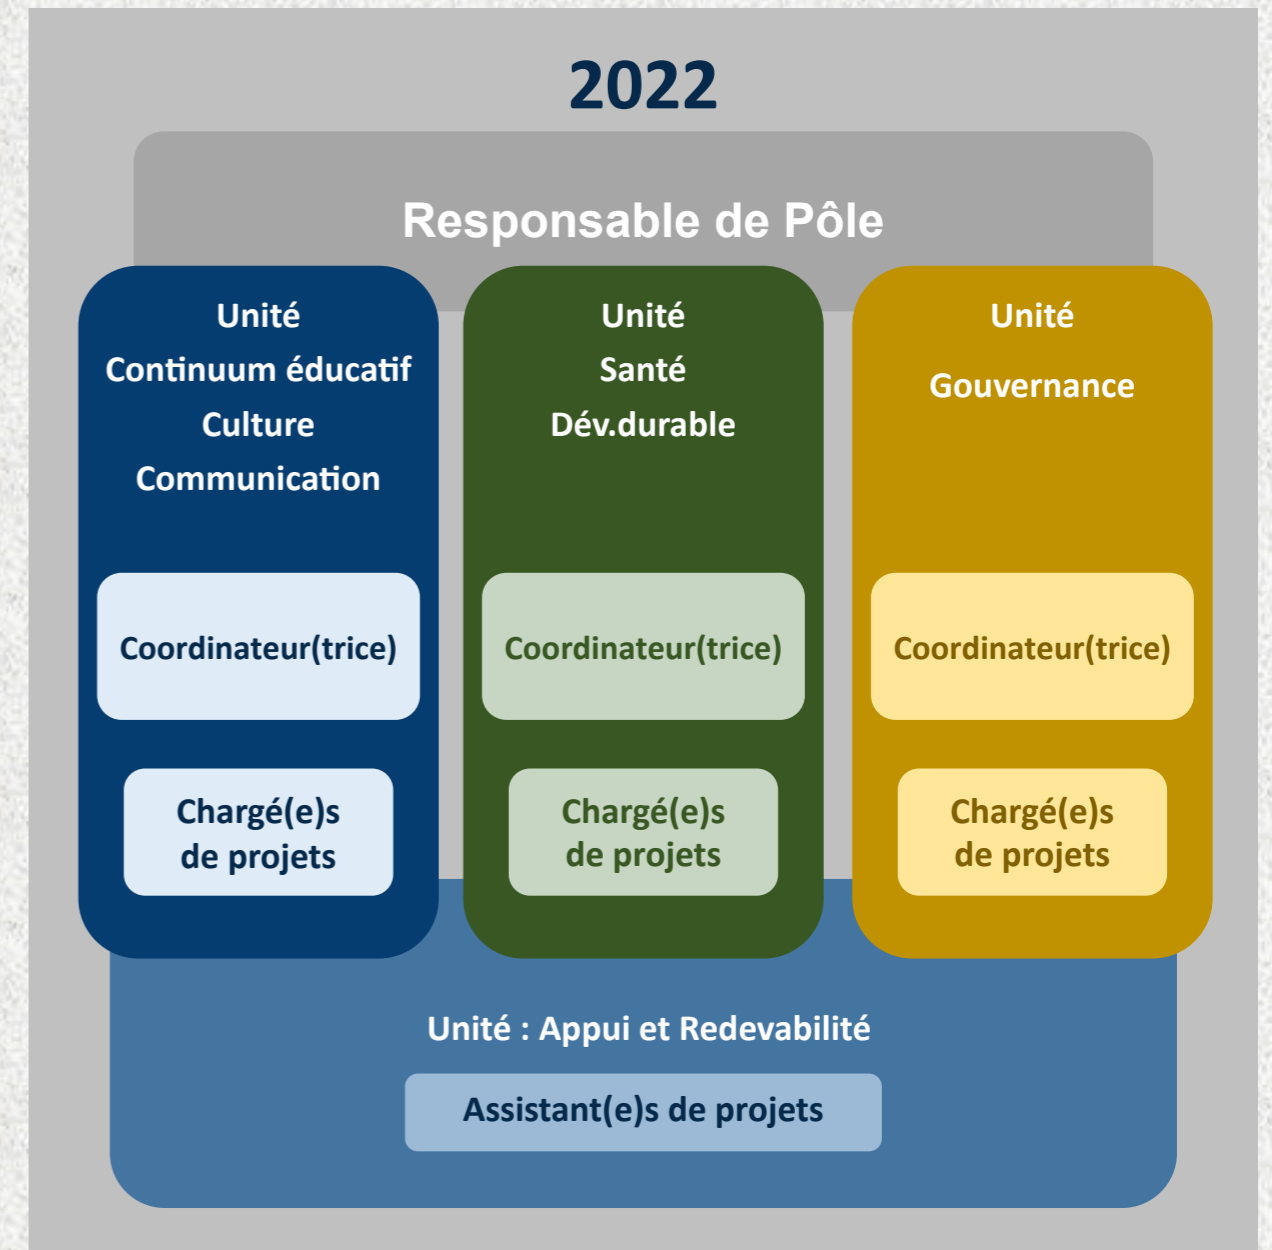 2022
Responsable de Pôle
Unité
Continuum éducatif
Culture
Communication
Coordinateur(trice)
Chargé(e)s
de projets
Unité
Santé
Dév.durable
Coordinateur(trice)
Chargé(e)s
de projets
Unité
Gouvernance
Coordinateur(trice)
Chargé(e)s
de projets
Unité : Appui et Redevabilité
Assistant(e)s de projets